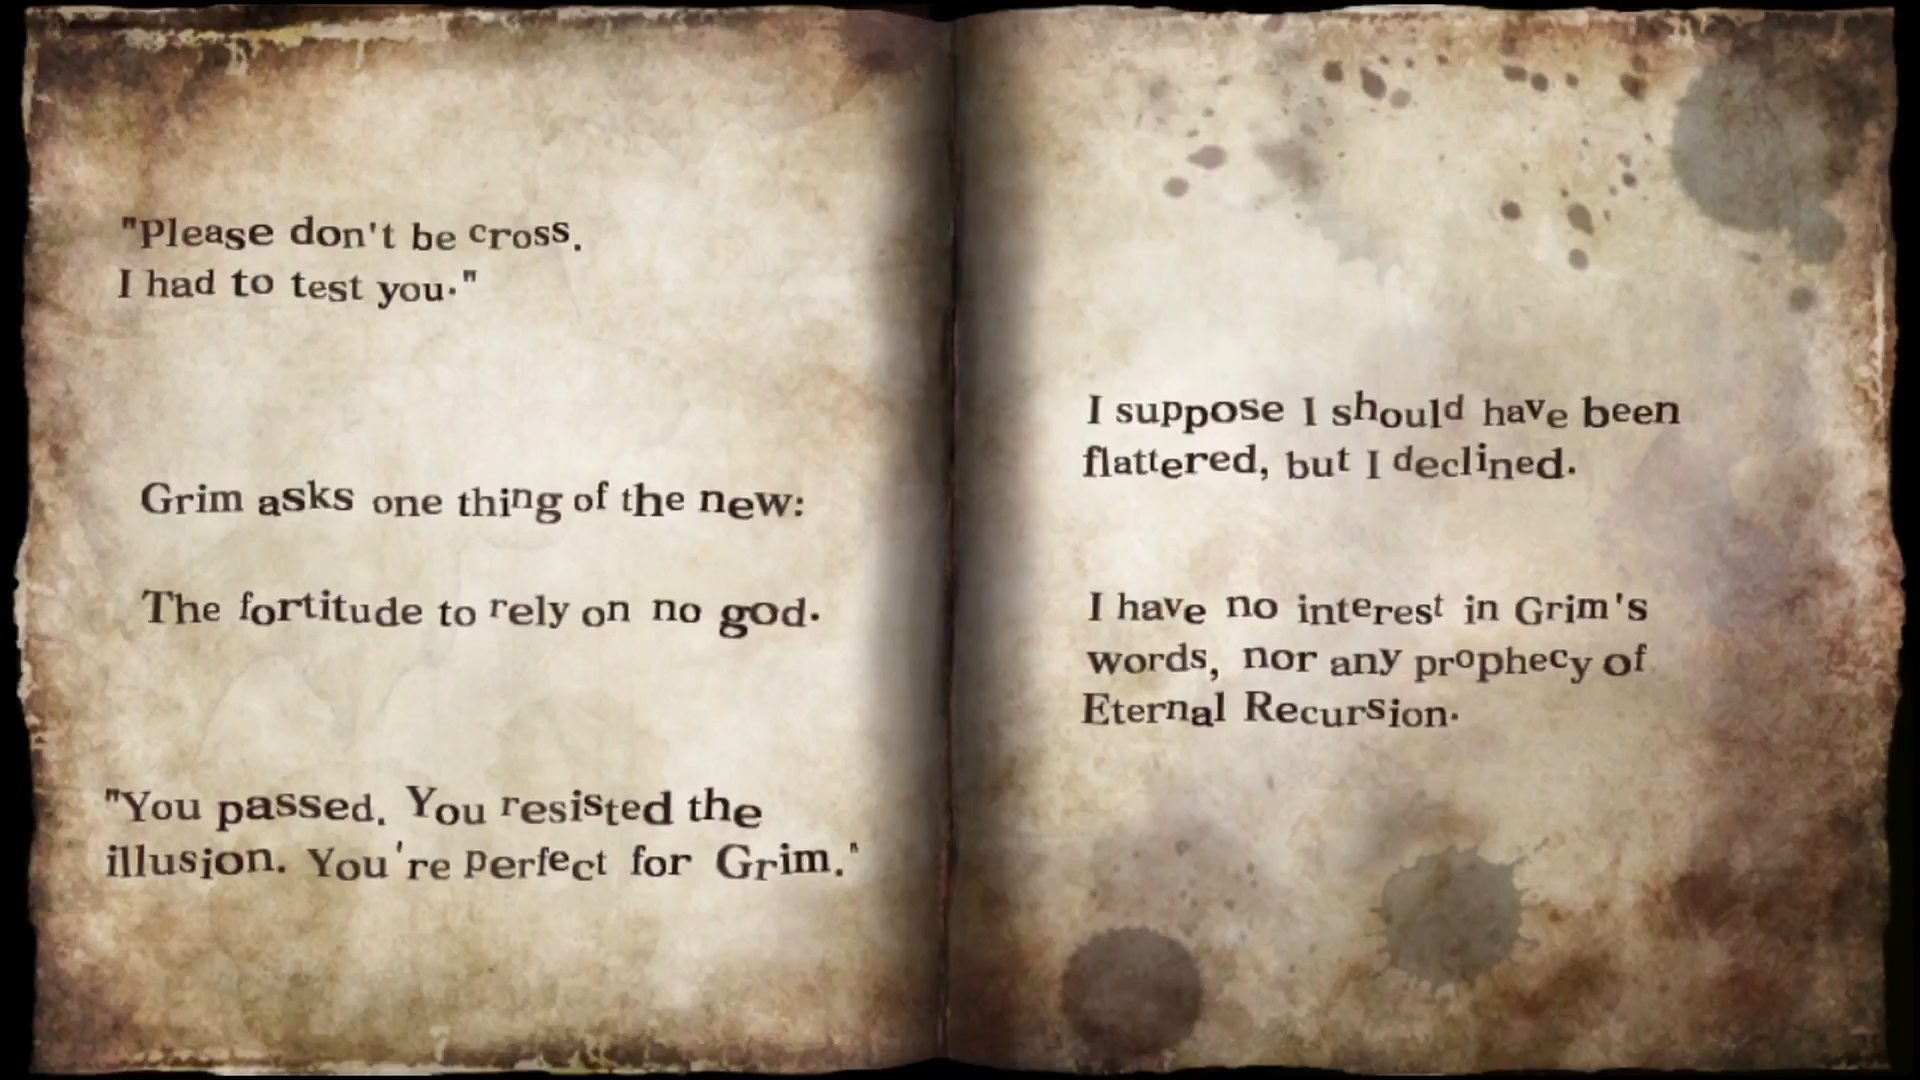 "Please don't be cross.
I had to test you."
Grim asks one thing of the new:
The fortitude to rely on no god.
"You passed. You resisted the
illusion. You're perfect for Grim."
I suppose I should have been
flattered, but I declined.
I have no interest in Grim's
words, nor any prophecy of
Eternal Recursion.